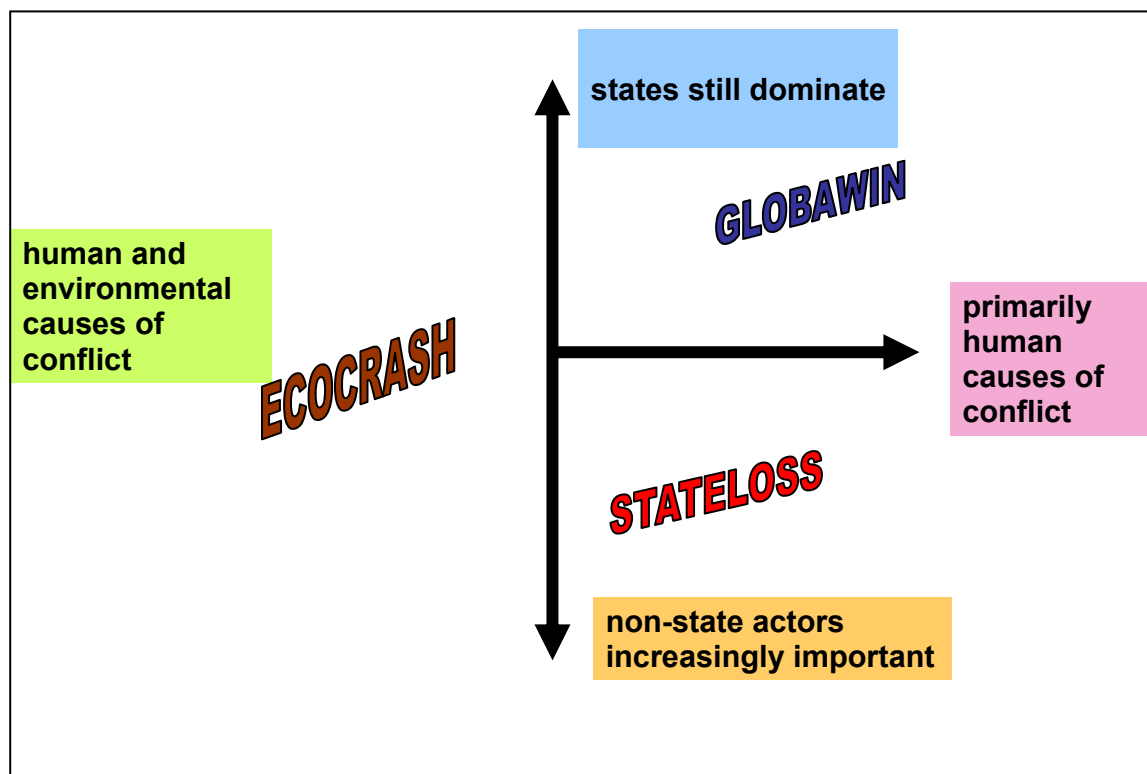 states still dominate
GLOBAWIN
human and
environmental
causes of
conflict
ECOCRASH
primarily
human
causes of
conflict
STATELOSS
non-state actors
increasingly important